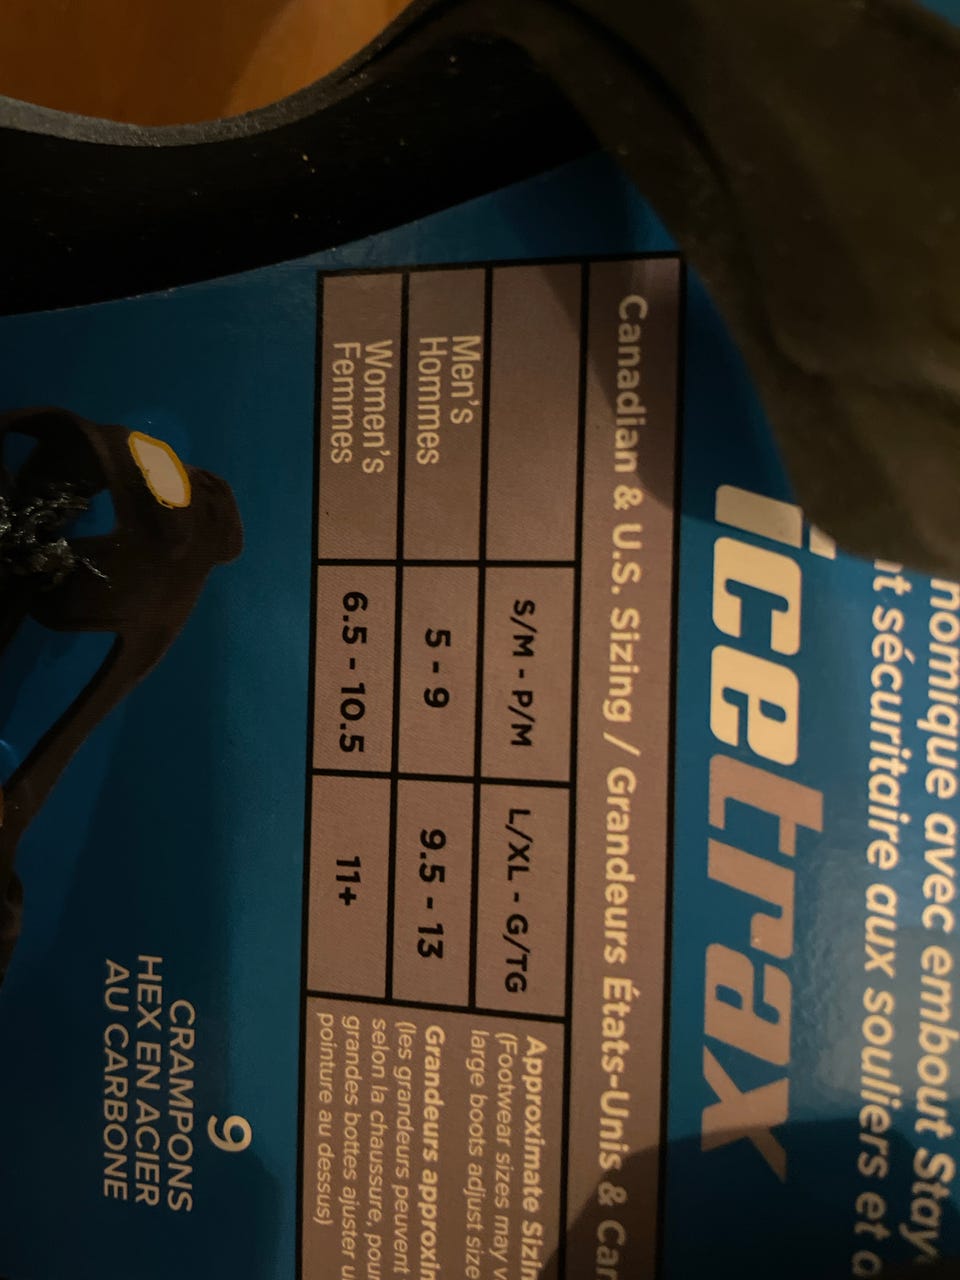 nomique avec embout Stay
sécuritaire aux souliers et
icetrax
Canadian & U.S. Sizing / Grandeurs États-Unis &
S/M - P/M L/XL - G/TG
Men's
Hommes
5 - 9 9.5 - 13
Women's
Femmes
6.5 - 10.5 11+
Approximate
(Footwear sizes may
large boots adjust size
Grandeurs
(les grandeurs peuvent
selon la chaussure, pour
grandes bottes ajuster
pointure au dessus)
9
CRAMPONS
HEX EN ACIER
AU CARBONE